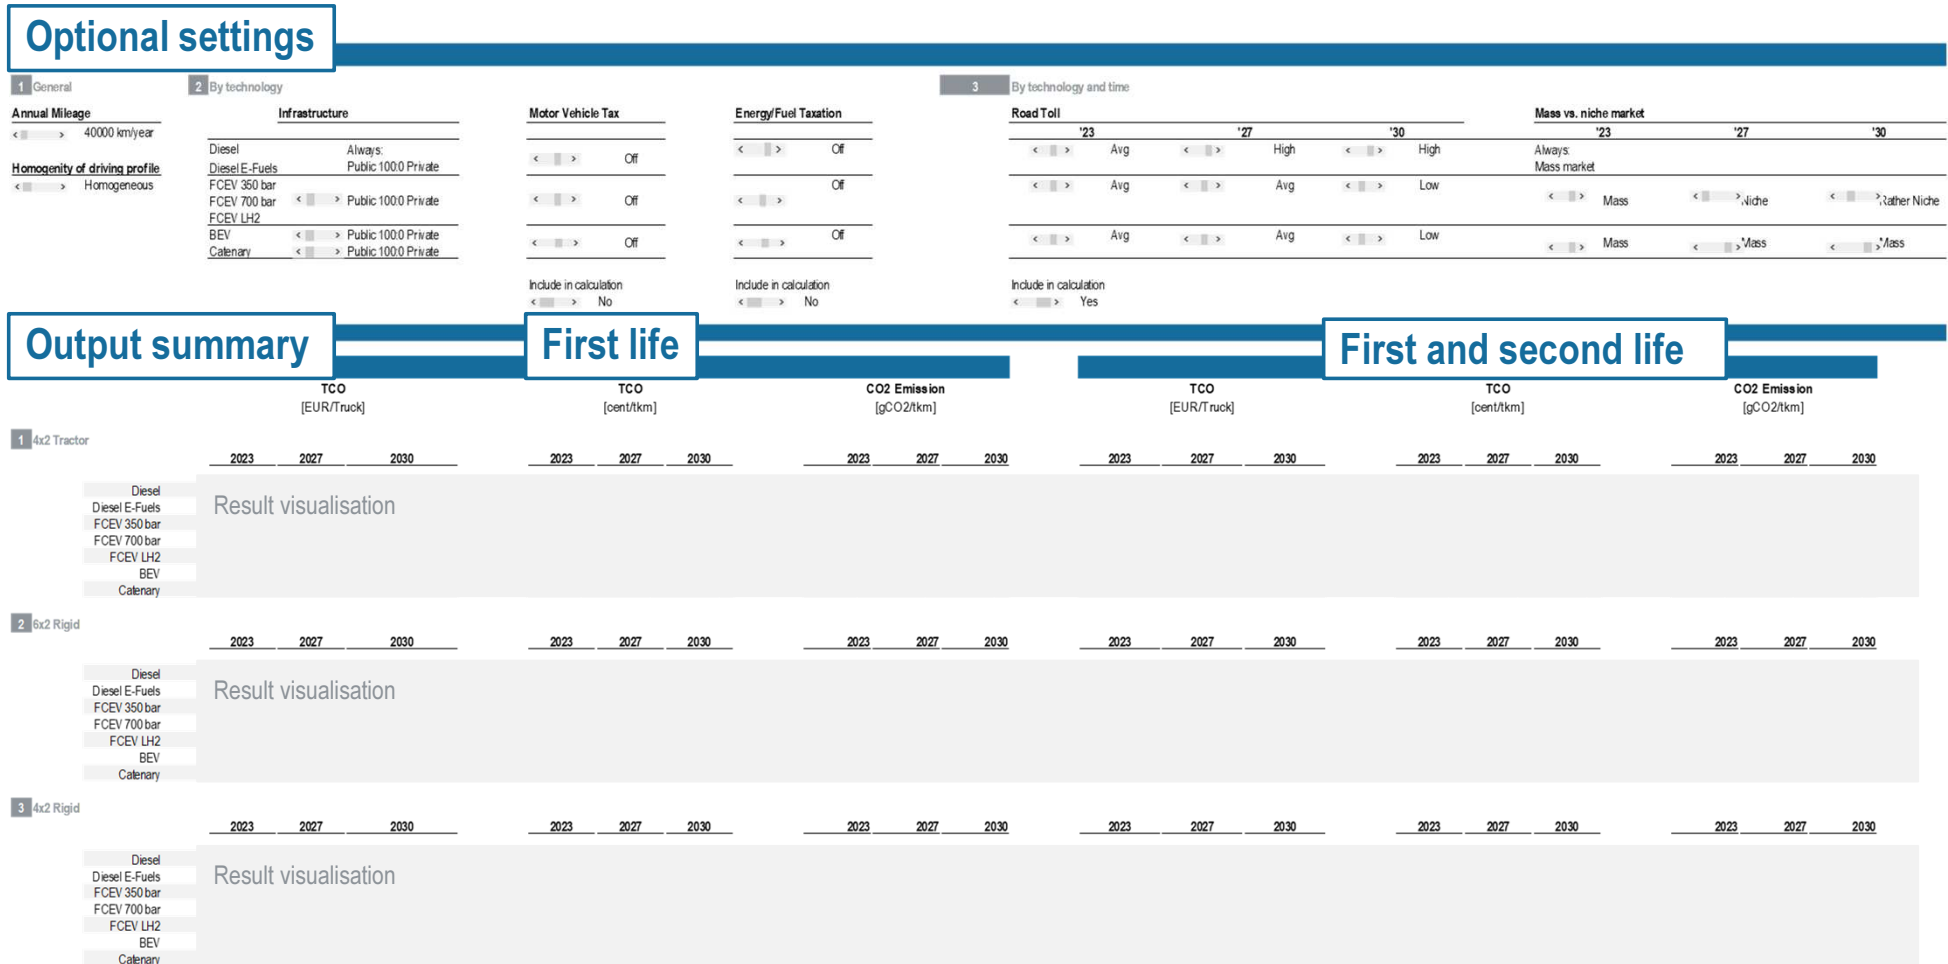 Optional settings
1 General
2 By technology
3 By technology and time
Annual Mileage
Infrastructure
Motor Vehicle Tax
Energy/Fuel Taxation
Road Toll
Mass vs. niche market
< > 40000 km/year
'23 '27 '30
'23 '27 '30
Homogenity of driving profile
< > Homogeneous
Diesel
Diesel E-Fuels
Always:
Public 100:0 Private
< > Off
< > Off
< > Avg < > High < > High
Always:
Mass market
FCEV 350 bar
FCEV 700 bar < > Public 100:0 Private
FCEV LH2
< > Off
< > Off
< > Avg < > Avg < > Low
< > Mass < > Niche < > Rather Niche
BEV < > Public 100:0 Private
Catenary < > Public 100:0 Private
< > Off
< > Off
< > Avg < > Avg < > Low
< > Mass < > Mass < > Mass
Include in calculation
< > No
Include in calculation
< > No
Include in calculation
< > Yes
Output summary
First life
First and second life
TCO TCO CO2 Emission TCO TCO CO2 Emission
[EUR/Truck] [cent/tkm] [gCO2/tkm] [EUR/Truck] [cent/tkm] [gCO2/tkm]
1 4x2 Tractor
2023 2027 2030 2023 2027 2030 2023 2027 2030 2023 2027 2030 2023 2027 2030 2023 2027 2030
Diesel
Result visualisation
Diesel E-Fuels
FCEV 350 bar
FCEV 700 bar
FCEV LH2
BEV
Catenary
2 6x2 Rigid
2023 2027 2030 2023 2027 2030 2023 2027 2030 2023 2027 2030 2023 2027 2030 2023 2027 2030
Diesel
Result visualisation
Diesel E-Fuels
FCEV 350 bar
FCEV 700 bar
FCEV LH2
BEV
Catenary
3 4x2 Rigid
2023 2027 2030 2023 2027 2030 2023 2027 2030 2023 2027 2030 2023 2027 2030 2023 2027 2030
Diesel
Result visualisation
Diesel E-Fuels
FCEV 350 bar
FCEV 700 bar
FCEV LH2
BEV
Catenary